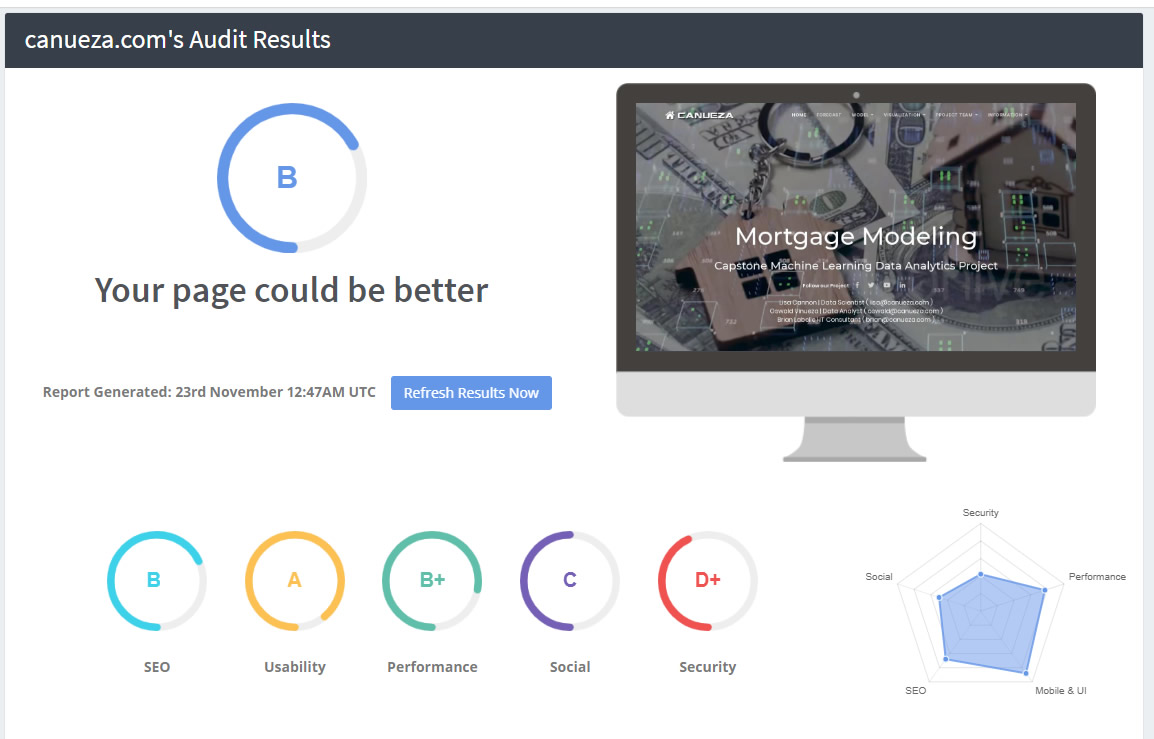 canueza.com's Audit Results
B
Your page could be better
Report Generated: 23rd November 12:47AM UTC
Refresh Results Now
CANUEZA
HOME FORECAST MODEL VISUALIZATION PROJECT TEAM INFORMATION
Mortgage Modeling
Capstone Machine Learning Data Analytics Project
Follow our Project
Lisa Cannon | Data Scientist ( lisa@canueza.com )
Oswald Vinueza | Data Analyst ( oswald@canueza.com )
Brian Labelle IT Consultant ( brian@canueza.com )
B
A
B+
C
D+
SEO
Usability
Performance
Social
Security
Security
Social
Performance
SEO
Mobile & UI